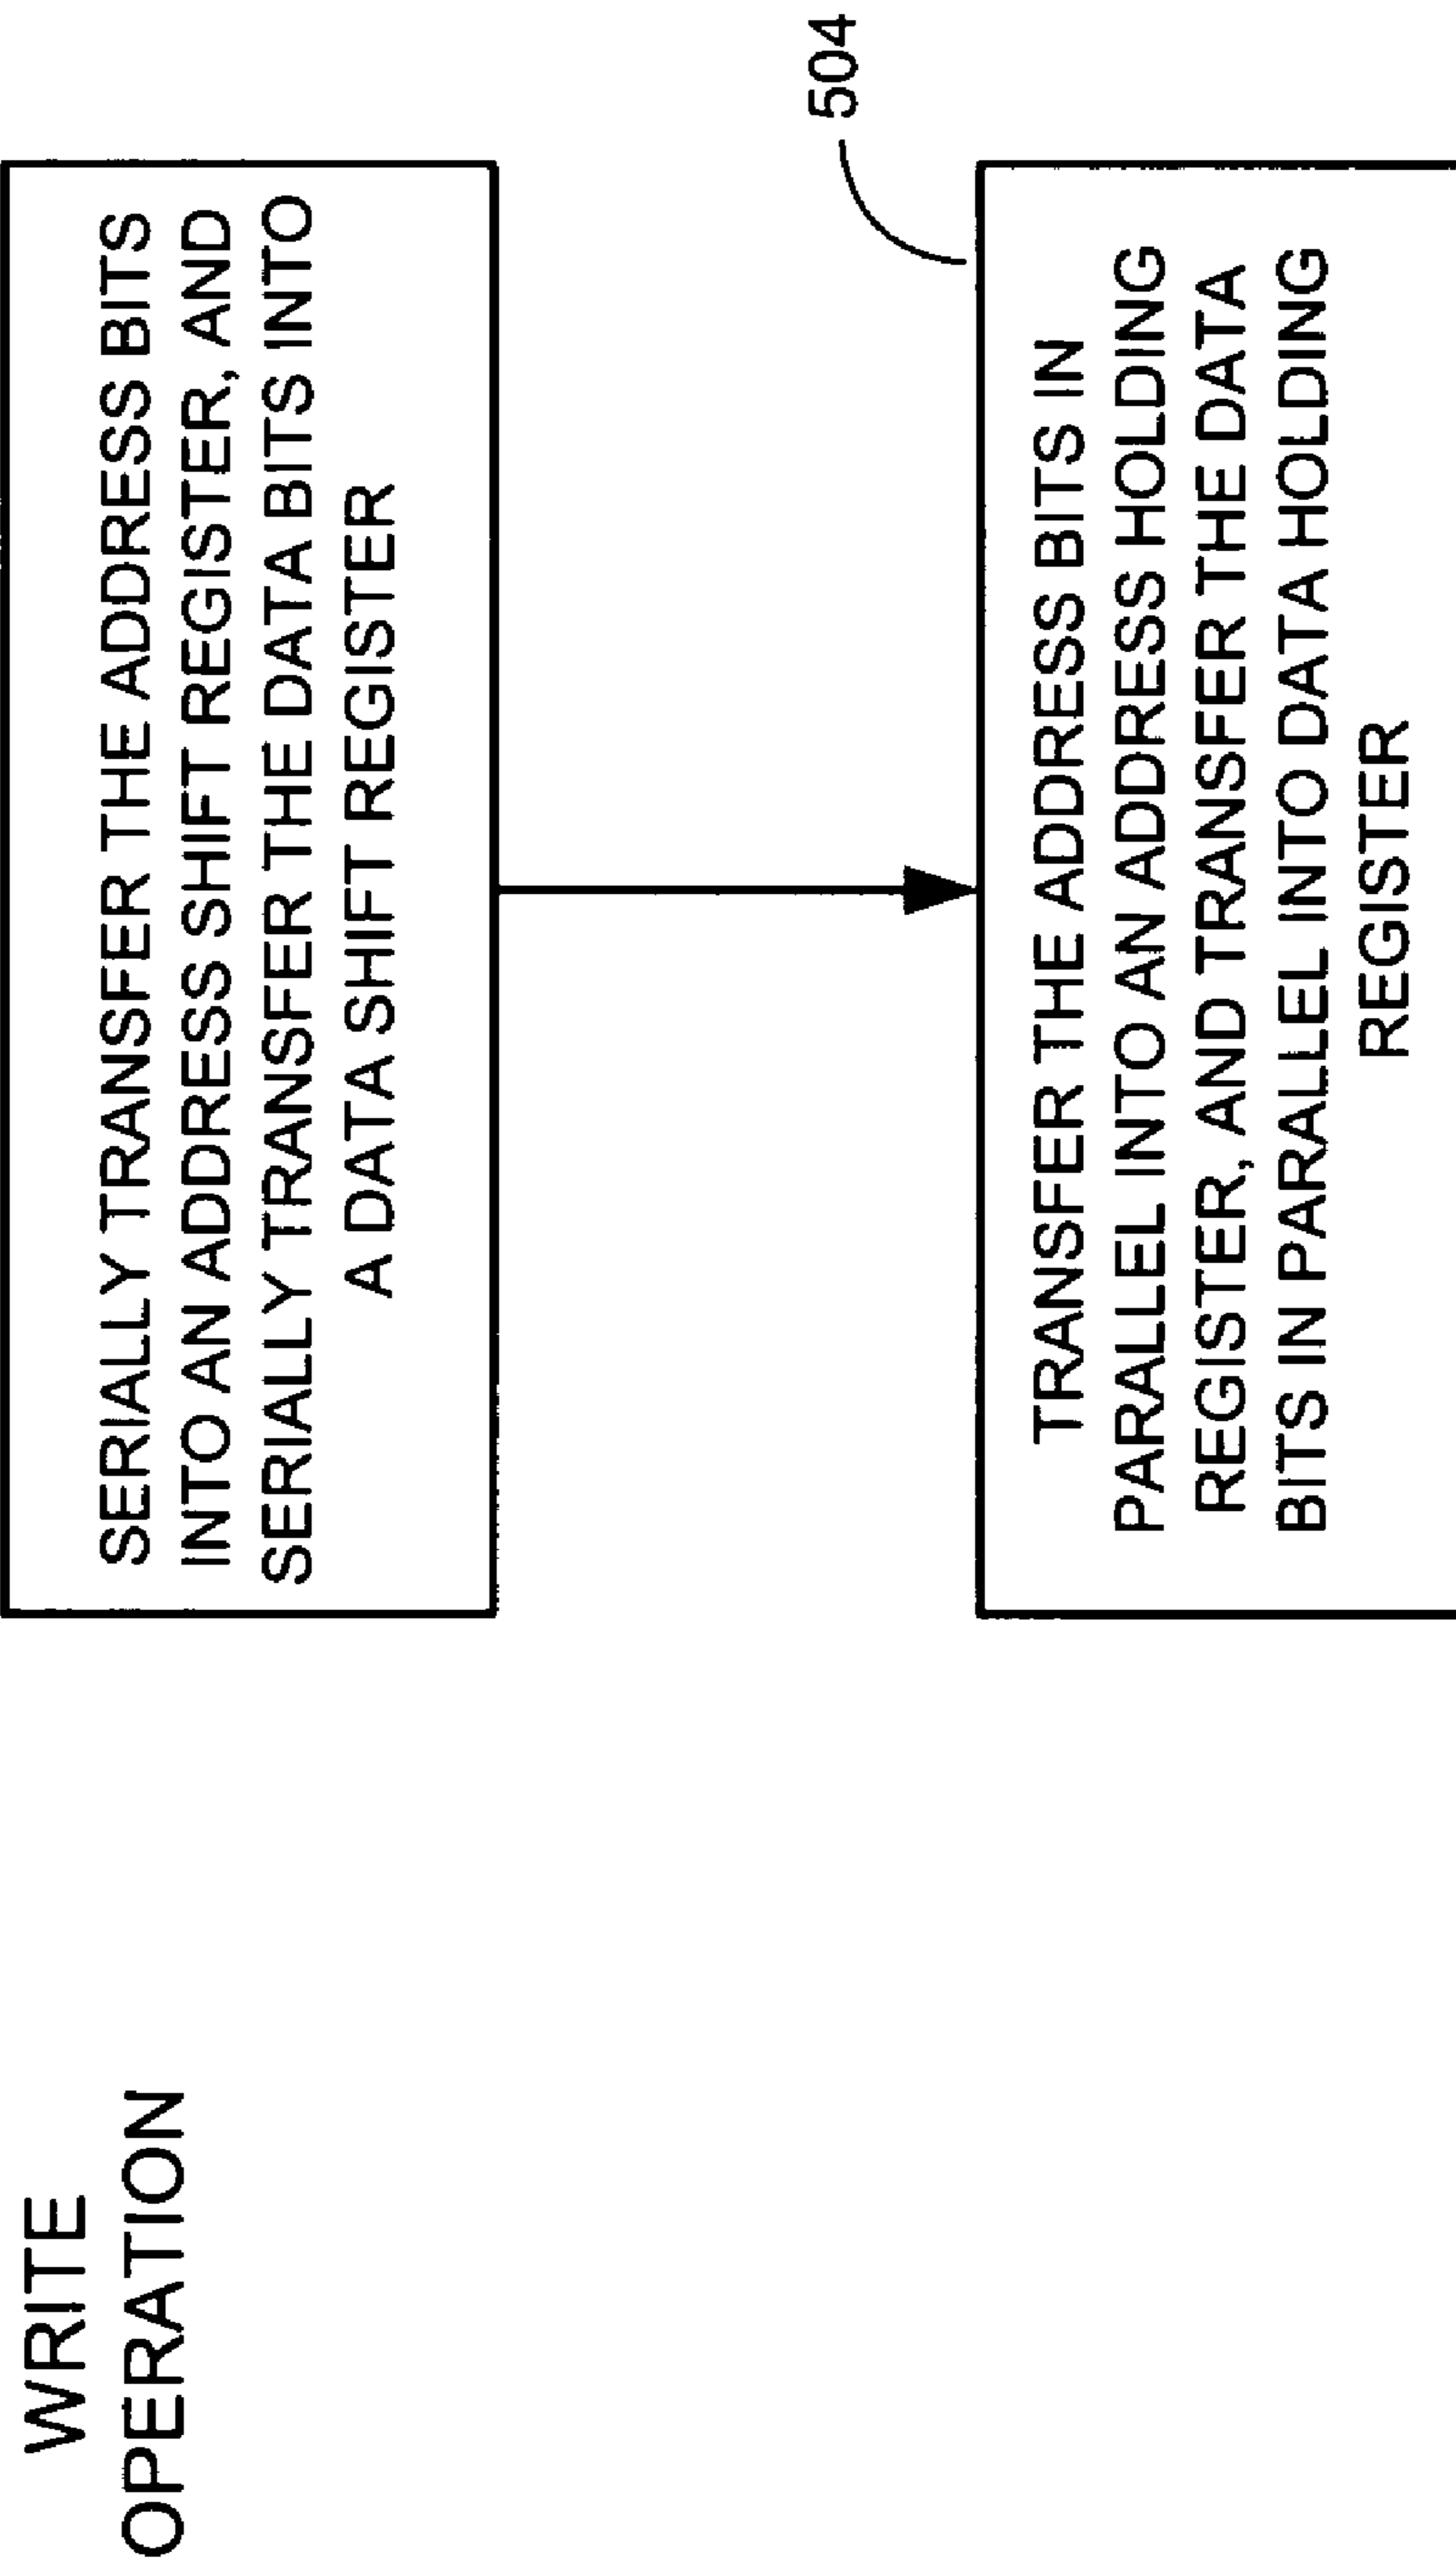 WRITE
OPERATION
SERIALLY TRANSFER THE ADDRESS BITS
INTO AN ADDRESS SHIFT REGISTER, AND
SERIALLY TRANSFER THE DATA BITS INTO
A DATA SHIFT REGISTER
504
TRANSFER THE ADDRESS BITS IN
PARALLEL INTO AN ADDRESS HOLDING
REGISTER, AND TRANSFER THE DATA
BITS IN PARALLEL INTO DATA HOLDING
REGISTER